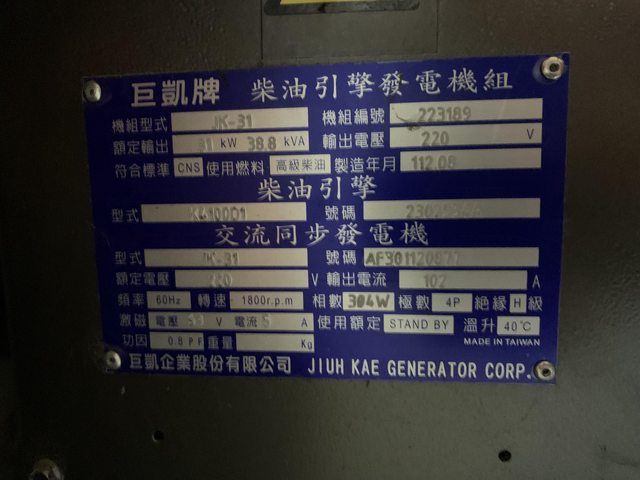 巨凱牌 柴油引擎發電機組
機組型式 JK-31 機組編號 223189
額定輸出 31 kW 38.8 kVA 輸出電壓 220 V
符合標準 CNS 使用燃料 高級柴油 製造年月 112.08
柴油引擎
型式 K4100D1 號碼
交流同步發電機
型式 JK-31 號碼
額定電壓 220 V 輸出電流 102 A
頻率 60Hz 轉速 1800r.p.m 相數 3Φ4W 極數 4P 絕緣 H 級
激磁 電壓 V 電流 A 使用額定 STAND BY 溫升 40℃
功因 0.8 P F 重量 Kg MADE IN TAIWAN
巨凱企業股份有限公司 JIUH KAE GENERATOR CORP.